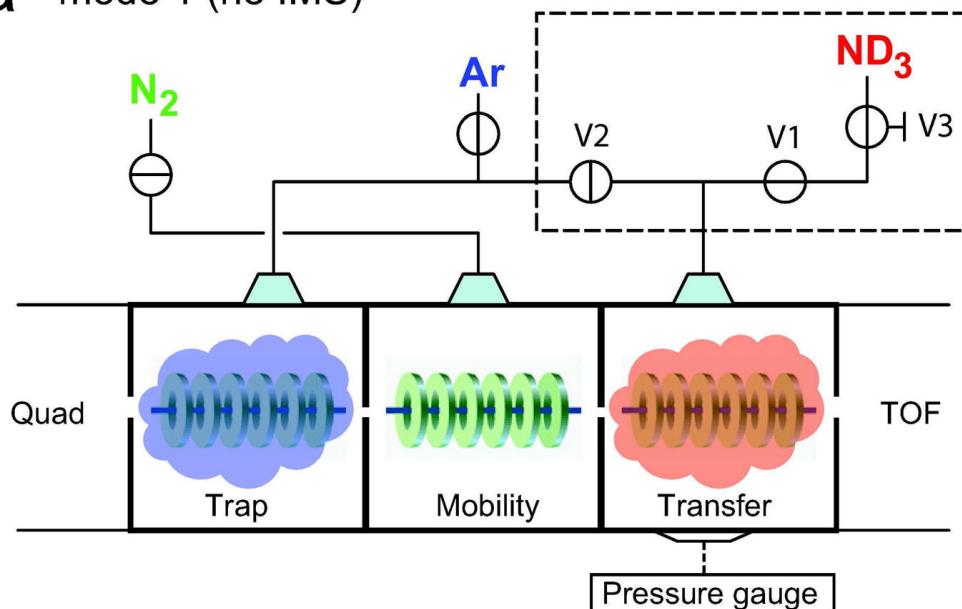 a mode 1 (no IMS)
N2
Ar
ND3
V2
V1
V3
Quad
TOF
Trap
Mobility
Transfer
Pressure gauge